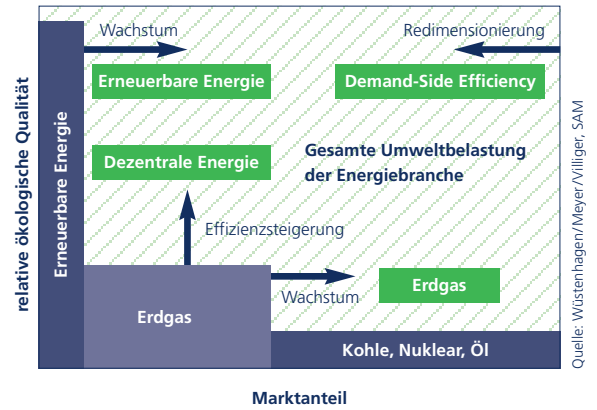 Wachstum
Redimensionierung
Erneuerbare Energie
Demand-Side Efficiency
relative ökologische Qualität
Erneuerbare Energie
Dezentrale Energie
Gesamte Umweltbelastung
der Energiebranche
Effizienzsteigerung
Erdgas
Wachstum
Erdgas
Kohle, Nuklear, Öl
Marktanteil
Quelle: Wüstenhagen/Meyer/Villiger, SAM